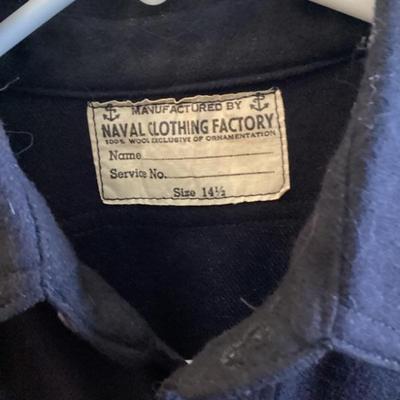 MANUFACTURED BY
NAVAL CLOTHING FACTORY
100% WOOL EXCLUSIVE OF ORNAMENTATION
Name
Service No.
Size 14½